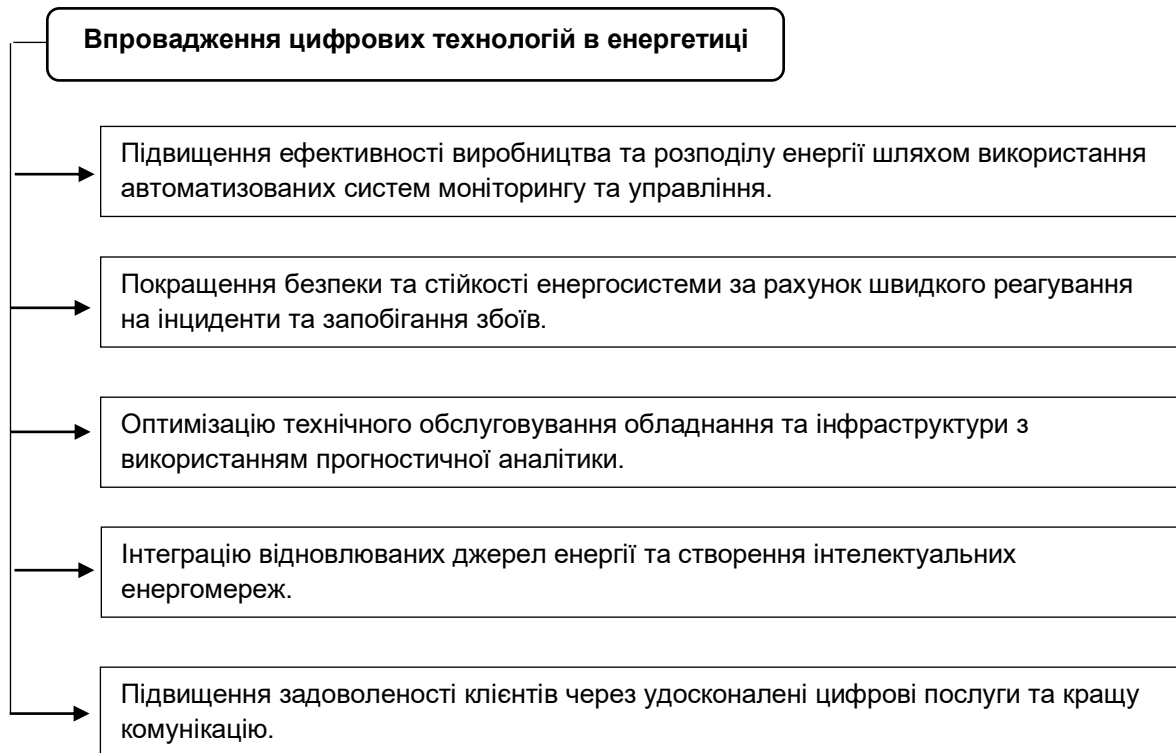 Впровадження цифрових технологій в енергетиці
Підвищення ефективності виробництва та розподілу енергії шляхом використання
автоматизованих систем моніторингу та управління.
Покращення безпеки та стійкості енергосистеми за рахунок швидкого реагування
на інциденти та запобігання збоїв.
Оптимізацію технічного обслуговування обладнання та інфраструктури з
використанням прогностичної аналітики.
Інтеграцію відновлюваних джерел енергії та створення інтелектуальних
енергомереж.
Підвищення задоволеності клієнтів через удосконалені цифрові послуги та кращу
комунікацію.